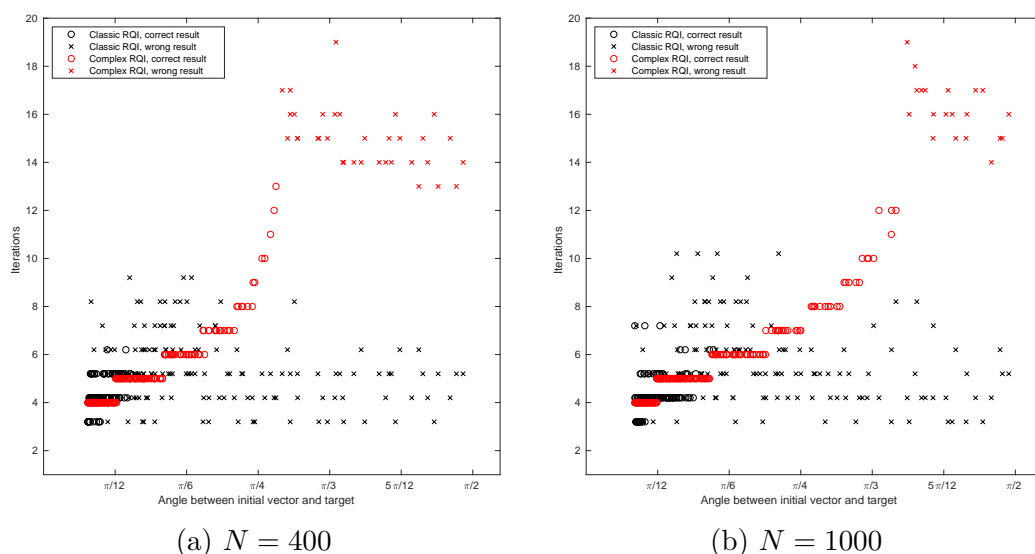 20
18
16
14
12
10
8
6
4
2
Iterations
Classic RQI, correct result
Classic RQI, wrong result
Complex RQI, correct result
Complex RQI, wrong result
π/12
π/6
π/4
π/3
5π/12
π/2
Angle between initial vector and target
(a) N = 400
20
18
16
14
12
10
8
6
4
2
Iterations
Classic RQI, correct result
Classic RQI, wrong result
Complex RQI, correct result
Complex RQI, wrong result
π/12
π/6
π/4
π/3
5π/12
π/2
Angle between initial vector and target
(b) N = 1000